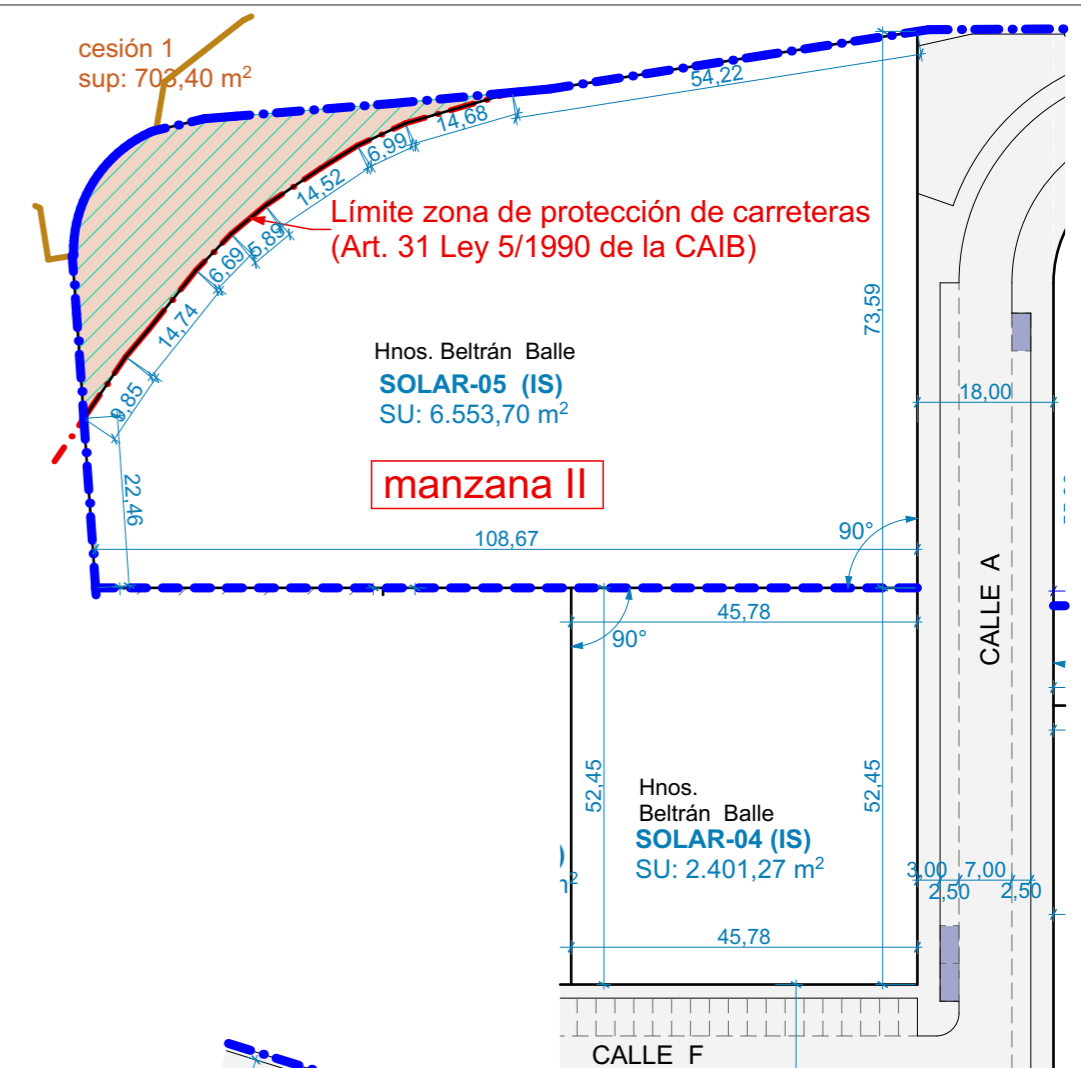 cesión 1
sup: 703,40 m²
54,22
14,68
6,99
14,52
5,89
6,69
14,74
9,85
22,46
Límite zona de protección de carreteras
(Art. 31 Ley 5/1990 de la CAIB)
73,59
Hnos. Beltrán Balle
SOLAR-05 (IS)
SU: 6.553,70 m²
18,00
manzana II
108,67
90°
45,78
90°
CALLE A
52,45
52,45
Hnos.
Beltrán Balle
SOLAR-04 (IS)
SU: 2.401,27 m²
3,00
7,00
2,50
2,50
45,78
CALLE F